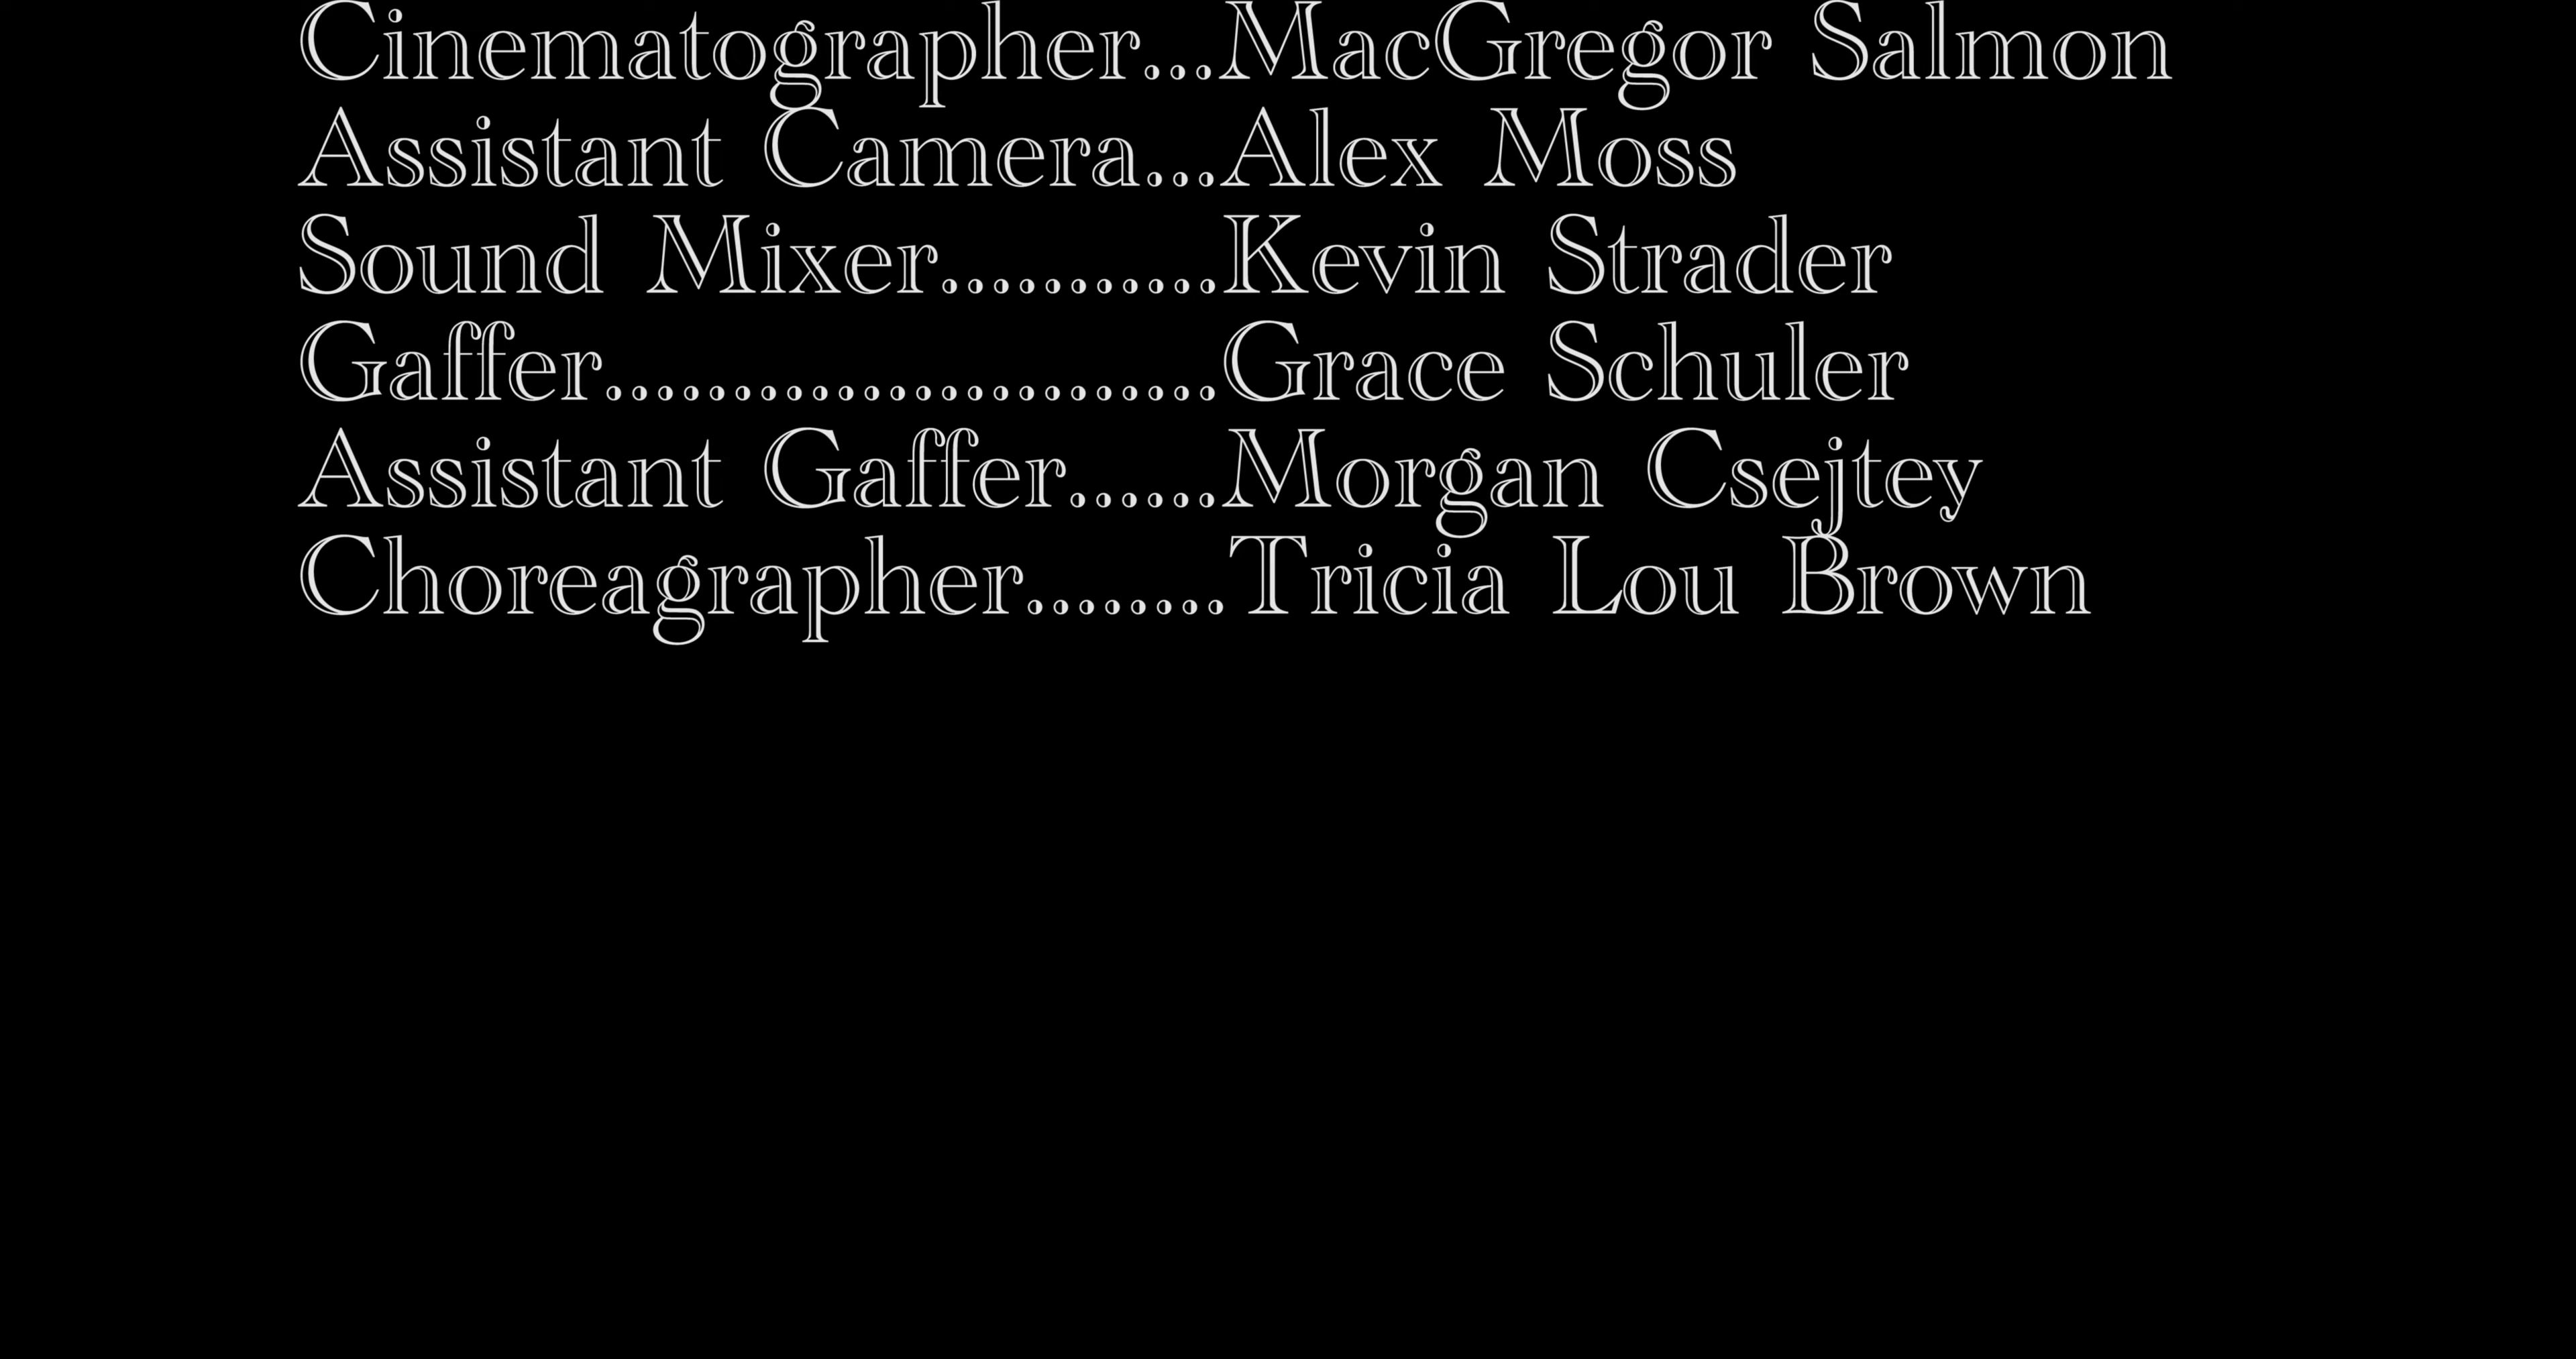 Cinematographer...MacGregor Salmon
Assistant Camera...Alex Moss
Sound Mixer...........Kevin Strader
Gaffer........................Grace Schuler
Assistant Gaffer......Morgan Csejtey
Choreagrapher........Tricia Lou Brown